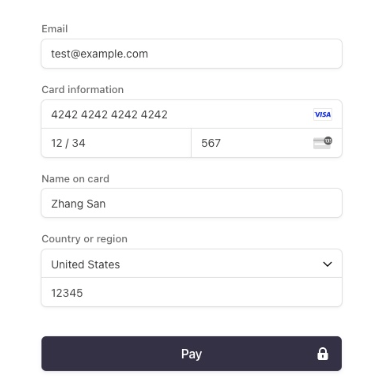 Email
test@example.com
Card information
4242 4242 4242 4242 VISA
12 / 34 567
Name on card
Zhang San
Country or region
United States
12345
Pay